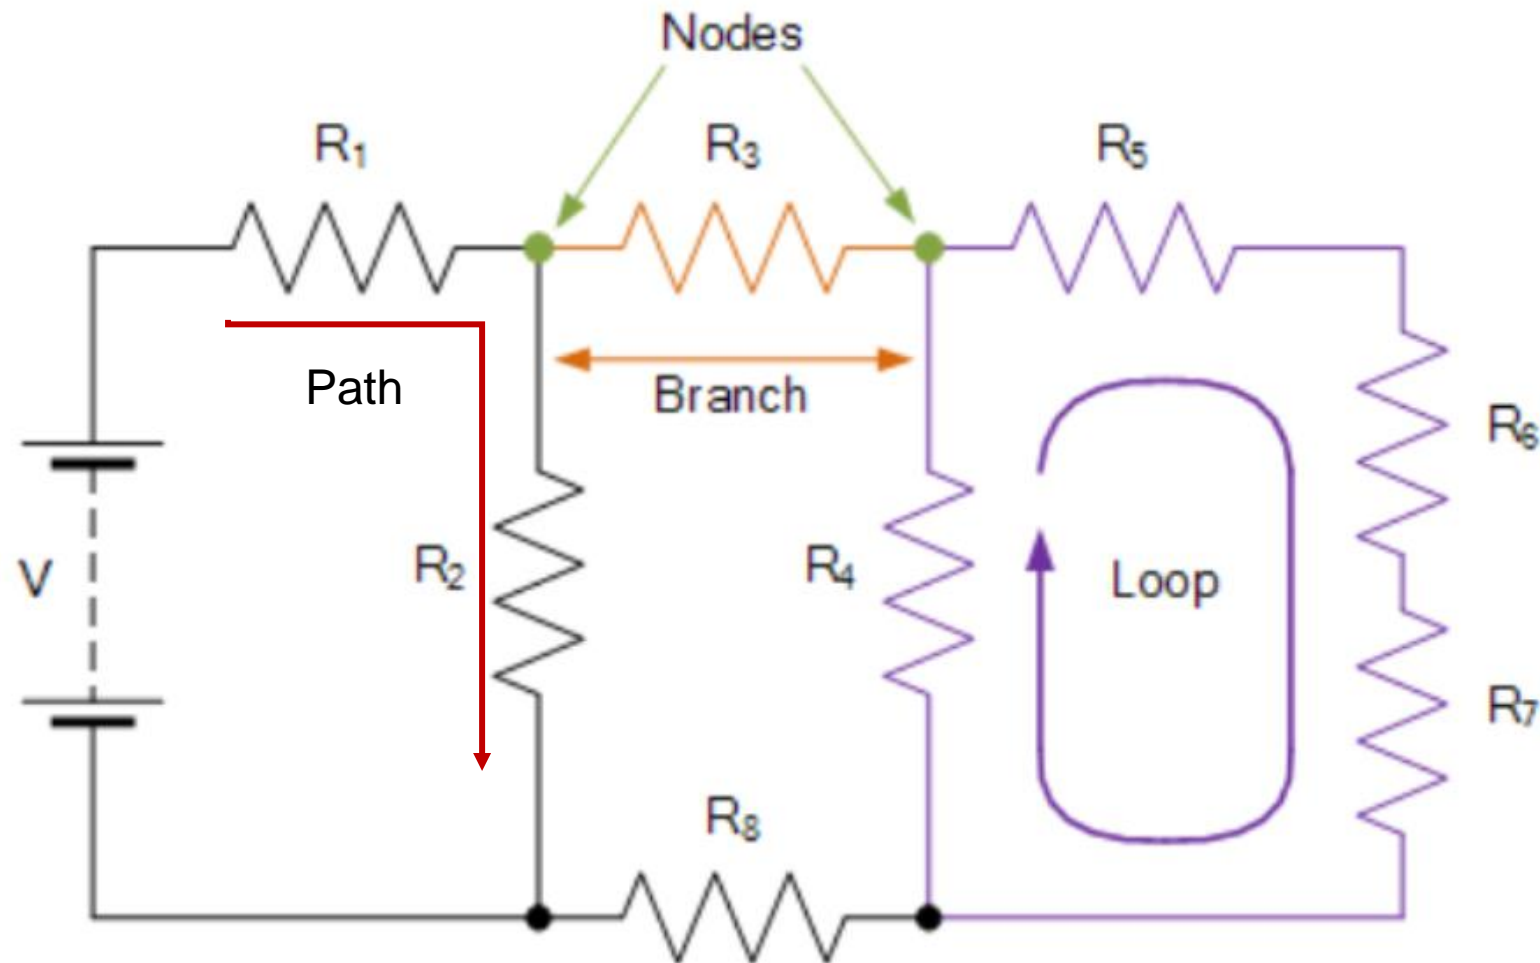 Nodes
R₁ R₃ R₅
Path
Branch
R₆
V R₂ R₄ Loop
R₇
R₈